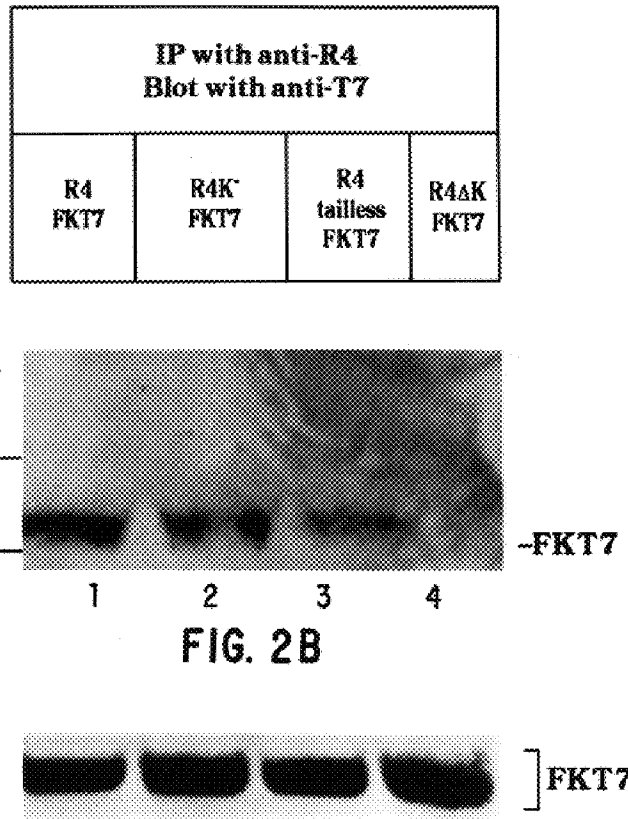 IP with anti-R4
Blot with anti-T7
R4
FKT7
R4K-
FKT7
R4
tailless
FKT7
R4ΔK
FKT7
-FKT7
1 2 3 4
FIG. 2B
FKT7